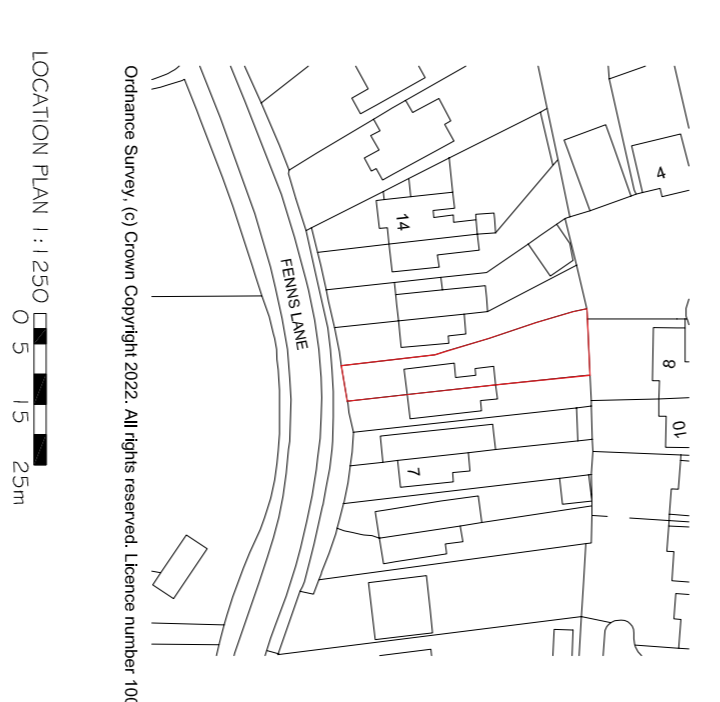 LOCATION PLAN 1:1250
0 5 15 25m
Ordnance Survey, (c) Crown Copyright 2022. All rights reserved. Licence number 100
FENNS LANE
14
7
4
8
10